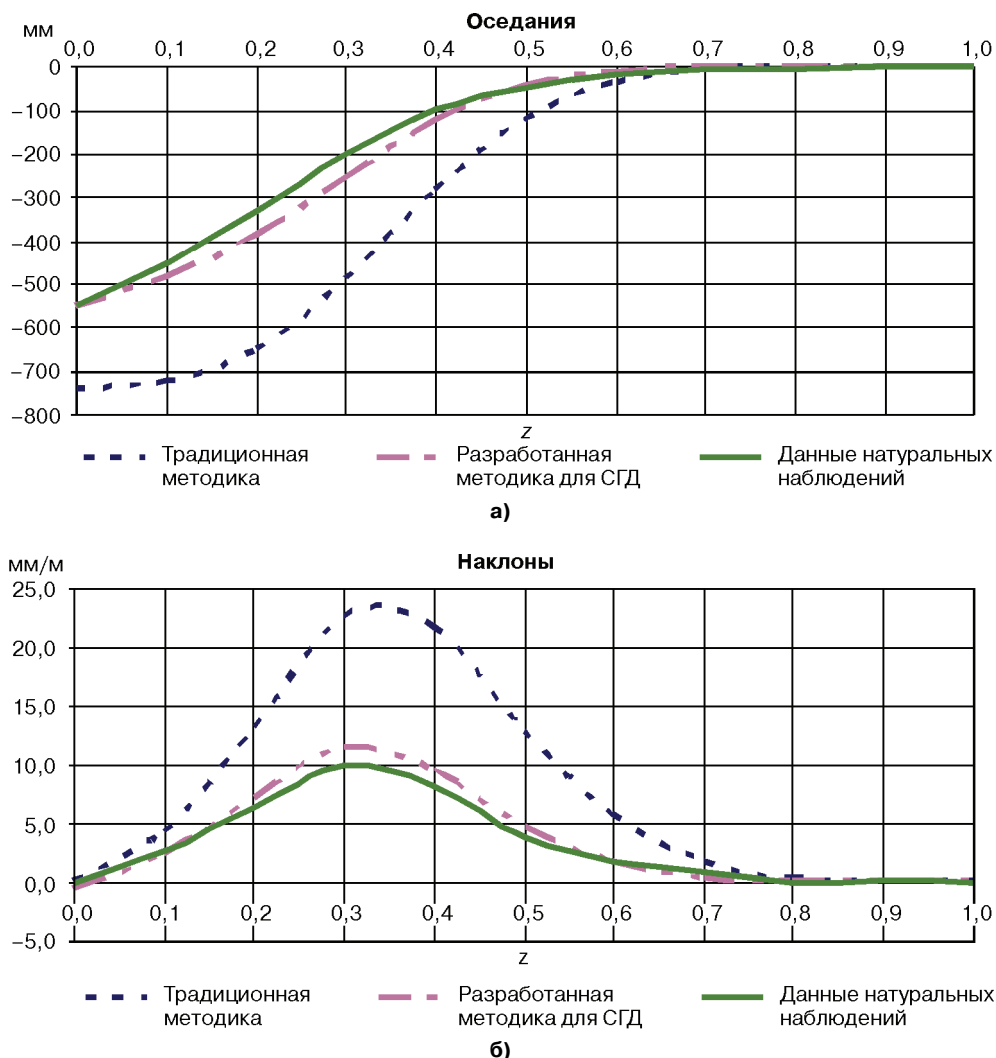 Оседания
мм
0,0 0,1 0,2 0,3 0,4 0,5 0,6 0,7 0,8 0,9 1,0
0
–100
–200
–300
–400
–500
–600
–700
–800
z
Традиционная методика
Разработанная методика для СГД
Данные натуральных наблюдений
а)
Наклоны
мм/м
25,0
20,0
15,0
10,0
5,0
0,0
0,0 0,1 0,2 0,3 0,4 0,5 0,6 0,7 0,8 0,9 1,0
–5,0
z
Традиционная методика
Разработанная методика для СГД
Данные натуральных наблюдений
б)